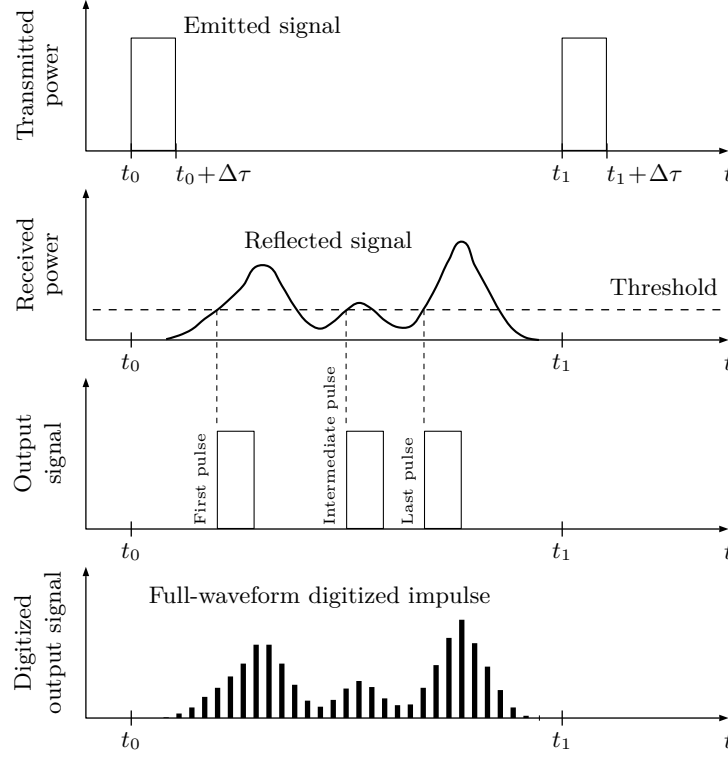 Transmitted
power
Emitted signal
t₀
t₀+Δτ
t₁
t₁+Δτ
t
Received
power
Reflected signal
Threshold
t₀
t₁
t
Output
signal
First pulse
Intermediate pulse
Last pulse
t₀
t₁
t
Digitized
output signal
Full-waveform digitized impulse
t₀
t₁
t